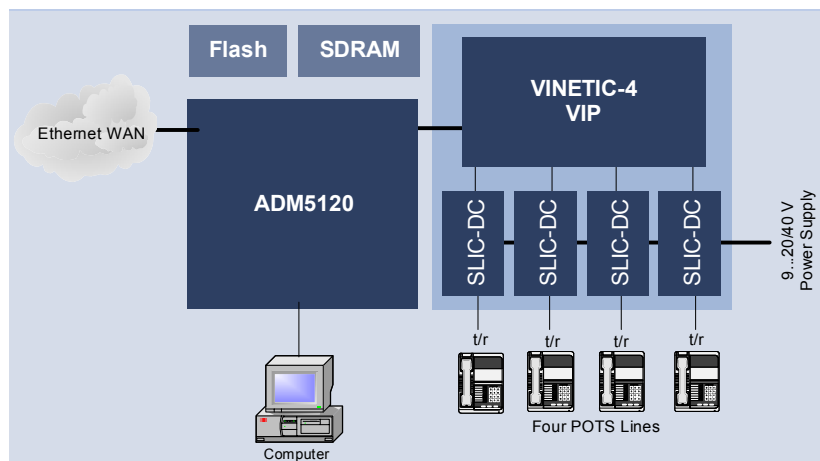 Flash
SDRAM
VINETIC-4
VIP
Ethernet WAN
ADM5120
SLIC-DC
SLIC-DC
SLIC-DC
SLIC-DC
9...20/40 V
Power Supply
t/r
t/r
t/r
t/r
Four POTS Lines
Computer